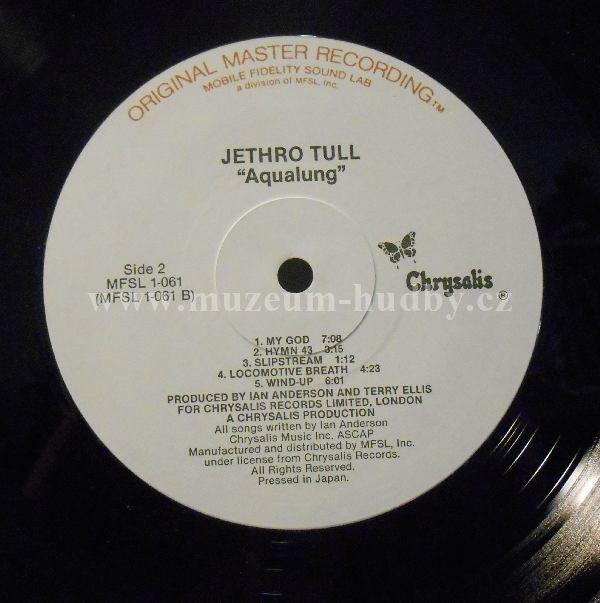 ORIGINAL MASTER RECORDING™
MOBILE FIDELITY SOUND LAB
a division of MFSL, Inc.
JETHRO TULL
"Aqualung"
Side 2
MFSL 1-061
(MFSL 1-061 B)
Chrysalis®
www.muzeum-hudby.cz
1. MY GOD 7:08
2. HYMN 43 3:15
3. SLIPSTREAM 1:12
4. LOCOMOTIVE BREATH 4:23
5. WIND-UP 6:01
PRODUCED BY IAN ANDERSON AND TERRY ELLIS
FOR CHRYSALIS RECORDS LIMITED, LONDON
A CHRYSALIS PRODUCTION
All songs written by Ian Anderson
Chrysalis Music Inc. ASCAP
Manufactured and distributed by MFSL, Inc.
under license from Chrysalis Records.
All Rights Reserved.
Pressed in Japan.